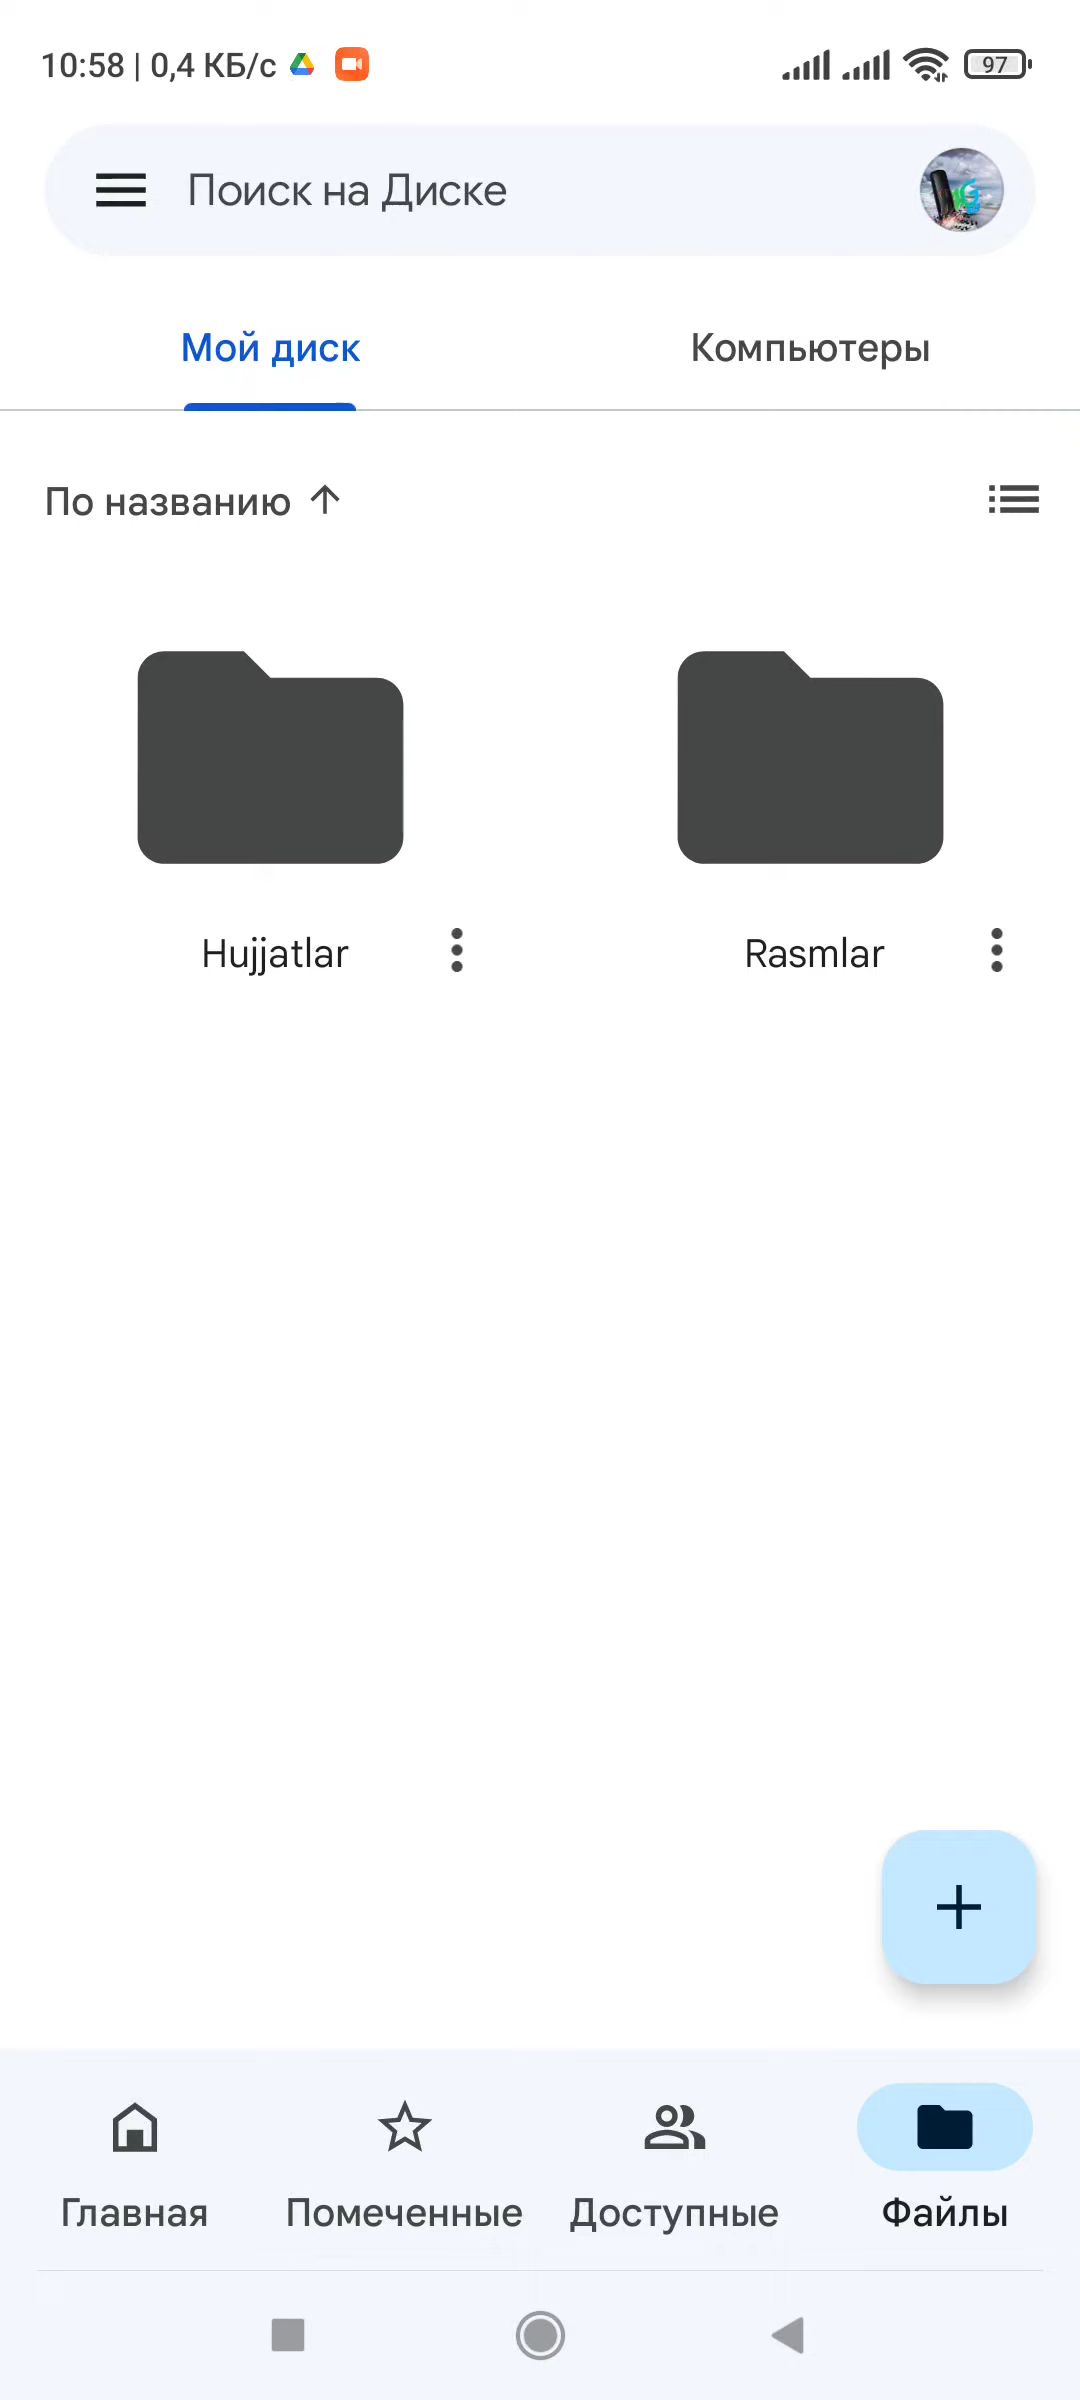 10:58 | 0,4 КБ/с 97
Поиск на Диске
Мой диск Компьютеры
По названию
Hujjatlar Rasmlar
Главная Помеченные Доступные Файлы